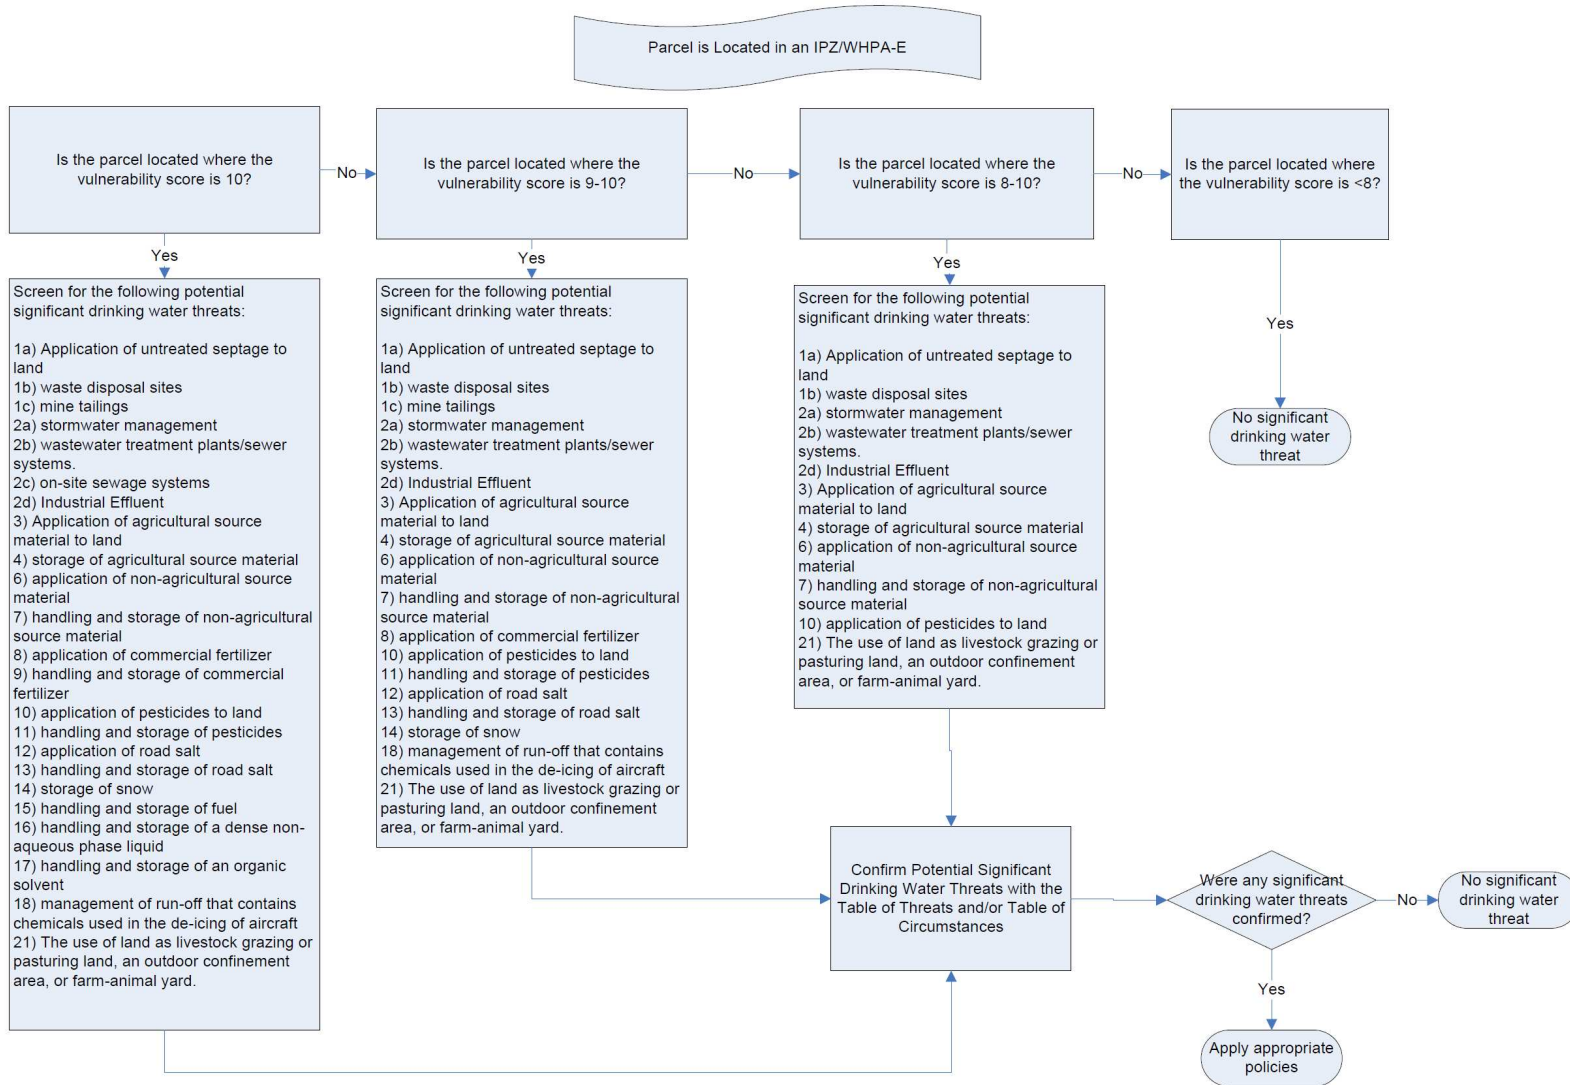 Parcel is Located in an IPZ/WHPA-E
Is the parcel located where the
vulnerability score is 10?
No
Is the parcel located where the
vulnerability score is 9-10?
No
Is the parcel located where the
vulnerability score is 8-10?
No
Is the parcel located where
the vulnerability score is <8?
Yes
Yes
Yes
Yes
Screen for the following potential
significant drinking water threats:
1a) Application of untreated septage to
land
1b) waste disposal sites
1c) mine tailings
2a) stormwater management
2b) wastewater treatment plants/sewer
systems.
2c) on-site sewage systems
2d) Industrial Effluent
3) Application of agricultural source
material to land
4) storage of agricultural source material
6) application of non-agricultural source
material
7) handling and storage of non-agricultural
source material
8) application of commercial fertilizer
9) handling and storage of commercial
fertilizer
10) application of pesticides to land
11) handling and storage of pesticides
12) application of road salt
13) handling and storage of road salt
14) storage of snow
15) handling and storage of fuel
16) handling and storage of a dense non-
aqueous phase liquid
17) handling and storage of an organic
solvent
18) management of run-off that contains
chemicals used in the de-icing of aircraft
21) The use of land as livestock grazing or
pasturing land, an outdoor confinement
area, or farm-animal yard.
Screen for the following potential
significant drinking water threats:
1a) Application of untreated septage to
land
1b) waste disposal sites
1c) mine tailings
2a) stormwater management
2b) wastewater treatment plants/sewer
systems.
2d) Industrial Effluent
3) Application of agricultural source
material to land
4) storage of agricultural source material
6) application of non-agricultural source
material
7) handling and storage of non-agricultural
source material
8) application of commercial fertilizer
10) application of pesticides to land
11) handling and storage of pesticides
12) application of road salt
13) handling and storage of road salt
14) storage of snow
18) management of run-off that contains
chemicals used in the de-icing of aircraft
21) The use of land as livestock grazing or
pasturing land, an outdoor confinement
area, or farm-animal yard.
Screen for the following potential
significant drinking water threats:
1a) Application of untreated septage to
land
1b) waste disposal sites
2a) stormwater management
2b) wastewater treatment plants/sewer
systems.
2d) Industrial Effluent
3) Application of agricultural source
material to land
4) storage of agricultural source material
6) application of non-agricultural source
material
7) handling and storage of non-agricultural
source material
10) application of pesticides to land
21) The use of land as livestock grazing or
pasturing land, an outdoor confinement
area, or farm-animal yard.
No significant
drinking water
threat
Confirm Potential Significant
Drinking Water Threats with the
Table of Threats and/or Table of
Circumstances
Were any significant
drinking water threats
confirmed?
No
No significant
drinking water
threat
Yes
Apply appropriate
policies